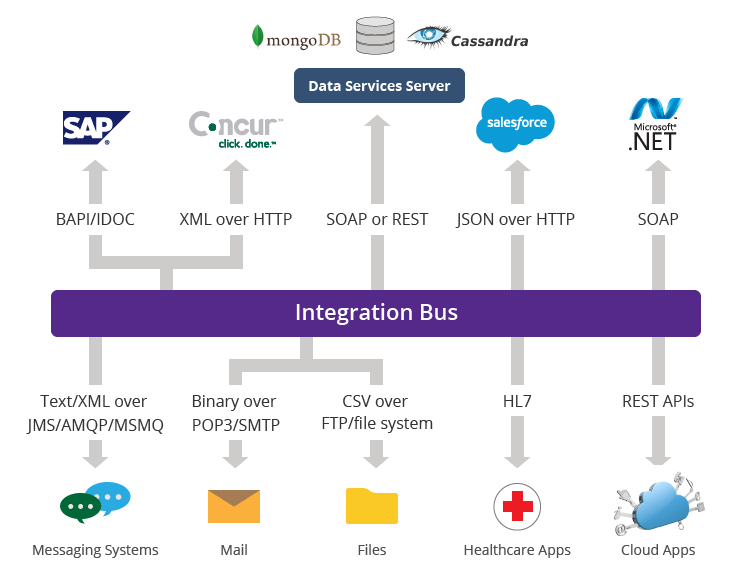 mongoDB
Cassandra
Data Services Server
SAP
®
Concur™
click. done.™
salesforce
Microsoft®
.NET
BAPI/IDOC
XML over HTTP
SOAP or REST
JSON over HTTP
SOAP
Integration Bus
Text/XML over
JMS/AMQP/MSMQ
Binary over
POP3/SMTP
CSV over
FTP/file system
HL7
REST APIs
Messaging Systems
Mail
Files
Healthcare Apps
Cloud Apps